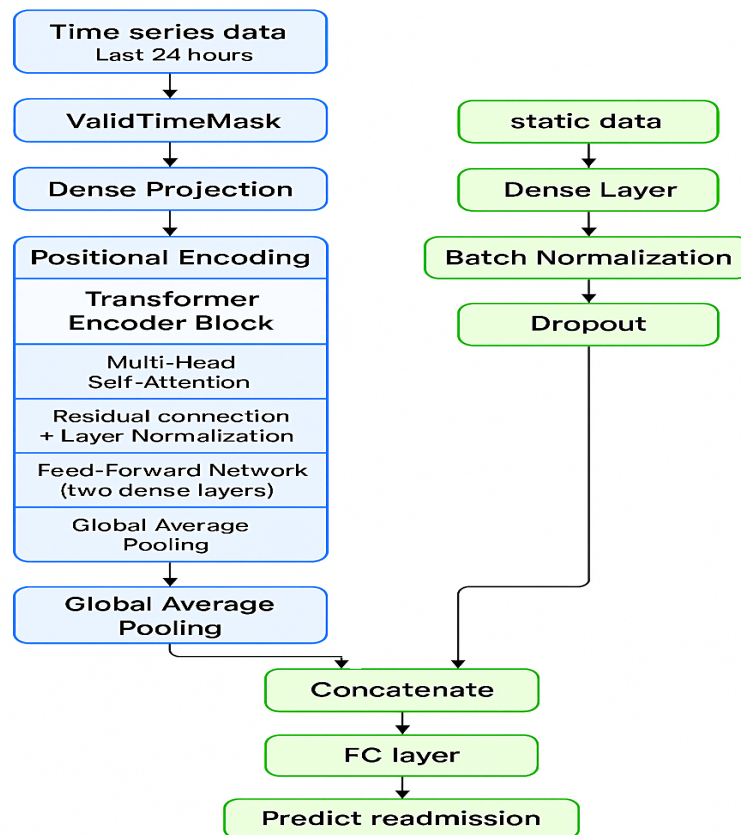 Time series data
Last 24 hours
ValidTimeMask
Dense Projection
Positional Encoding
Transformer
Encoder Block
Multi-Head
Self-Attention
Residual connection
+ Layer Normalization
Feed-Forward Network
(two dense layers)
Global Average
Pooling
Global Average
Pooling
static data
Dense Layer
Batch Normalization
Dropout
Concatenate
FC layer
Predict readmission